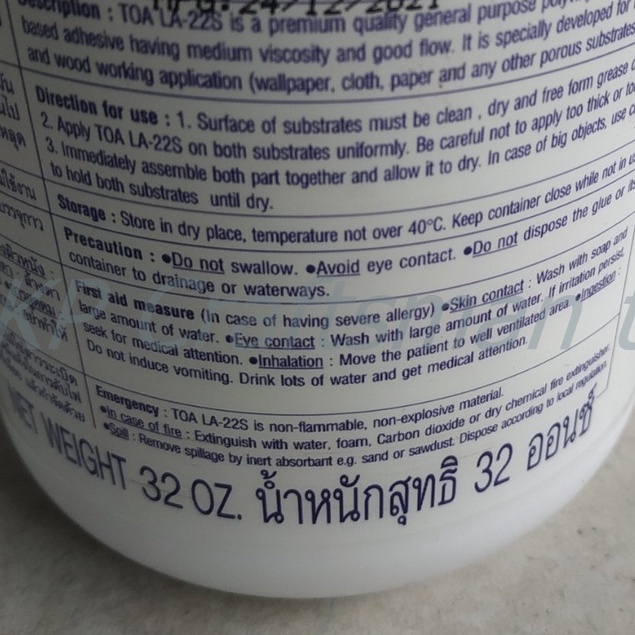 MFG:24/12/2021
Description : TOA LA-22S is a premium quality general purpose
based adhesive having medium viscosity and good flow. It is specially developed for
and wood working application (wallpaper, cloth, paper and any other porous substrates
Direction for use : 1. Surface of substrates must be clean , dry and free form grease
2. Apply TOA LA-22S on both substrates uniformly. Be careful not to apply too thick or
3. Immediately assemble both part together and allow it to dry. In case of big objects, use
to hold both substrates until dry.
Storage : Store in dry place, temperature not over 40°C. Keep container close while not in
Precaution : •Do not swallow. •Avoid eye contact. •Do not dispose the glue or
container to drainage or waterways.
First aid measure (In case of having severe allergy) •Skin contact : Wash with soap and
large amount of water. •Eye contact : Wash with large amount of water. If irritation persist,
seek for medical attention. •Inhalation : Move the patient to well ventilated area. •Ingestion :
Do not induce vomiting. Drink lots of water and get medical attention.
Emergency : TOA LA-22S is non-flammable, non-explosive material.
•In case of fire : Extinguish with water, foam, Carbon dioxide or dry chemical fire extinguisher.
•Spill : Remove spillage by inert absorbant e.g. sand or sawdust. Dispose according to local regulation.
NET WEIGHT 32 OZ. น้ำหนักสุทธิ 32 ออนซ์